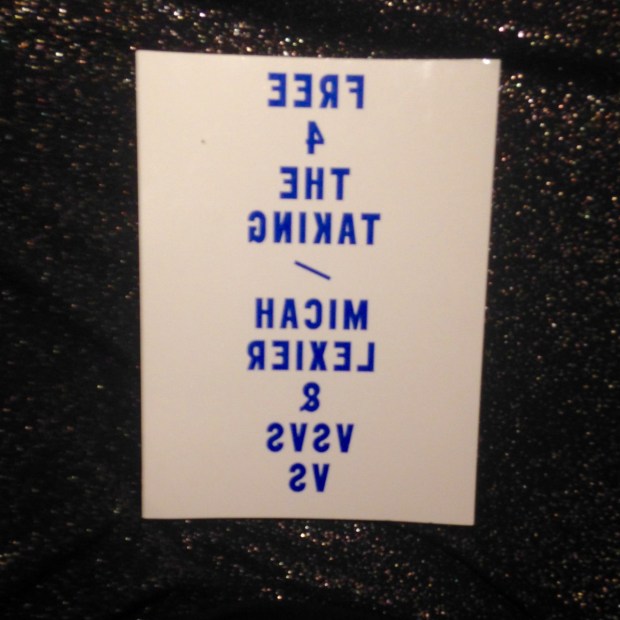 FREE
4
THE
TAKING
/
MICAH
LEXIER
&
VSVS
VS